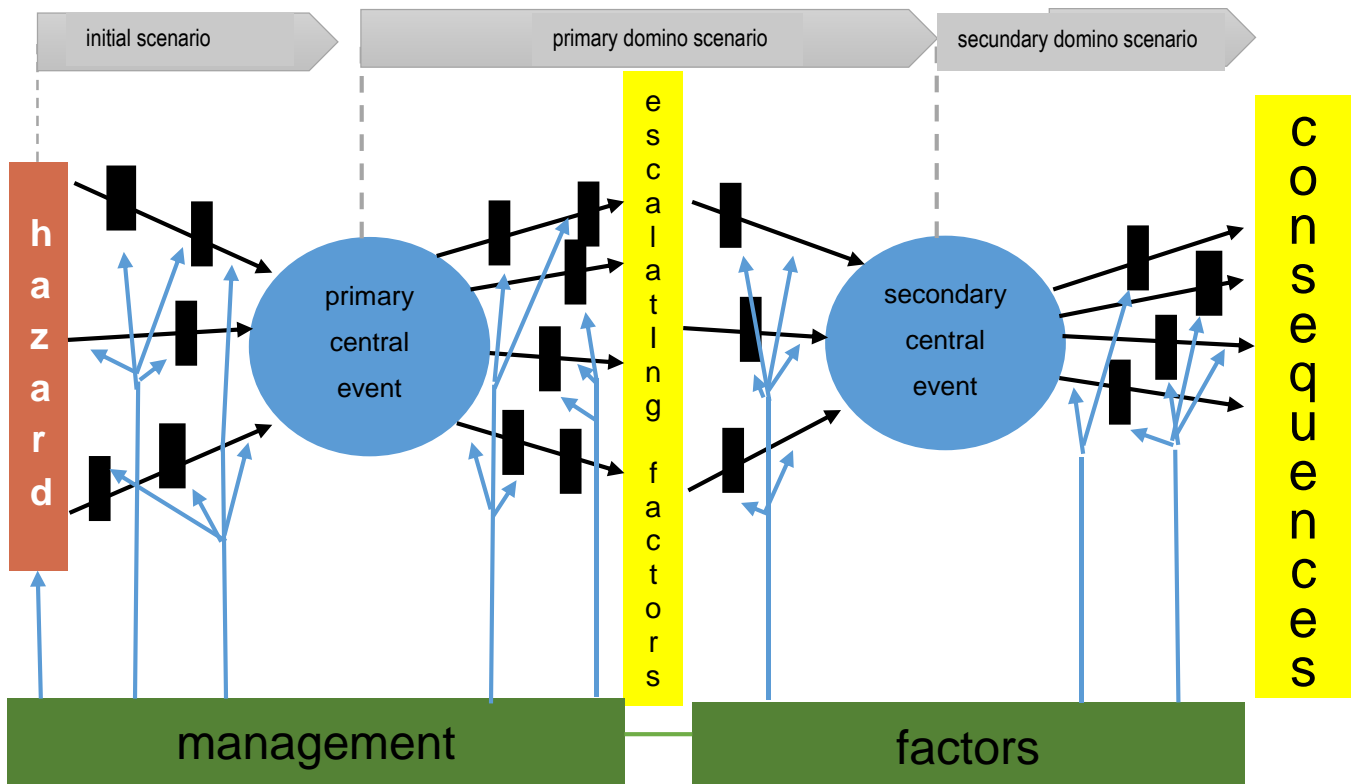 initial scenario
primary domino scenario
secundary domino scenario
hazard
primary
central
event
escalatIng factors
secondary
central
event
consequences
management
factors